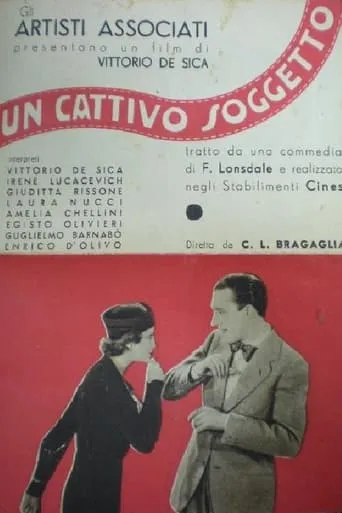 Gli
ARTISTI ASSOCIATI
presentano un film di
VITTORIO DE SICA
UN CATTIVO SOGGETTO
interpreti
VITTORIO DE SICA
IRENE LUCACEVICH
GIUDITTA RISSONE
LAURA NUCCI
AMELIA CHELLINI
EGISTO OLIVIERI
GUGLIELMO BARNABÒ
ENRICO D'OLIVO
tratto da una commedia
di F. Lonsdale e realizzato
negli Stabilimenti Cines
Diretto da C. L. BRAGAGLIA